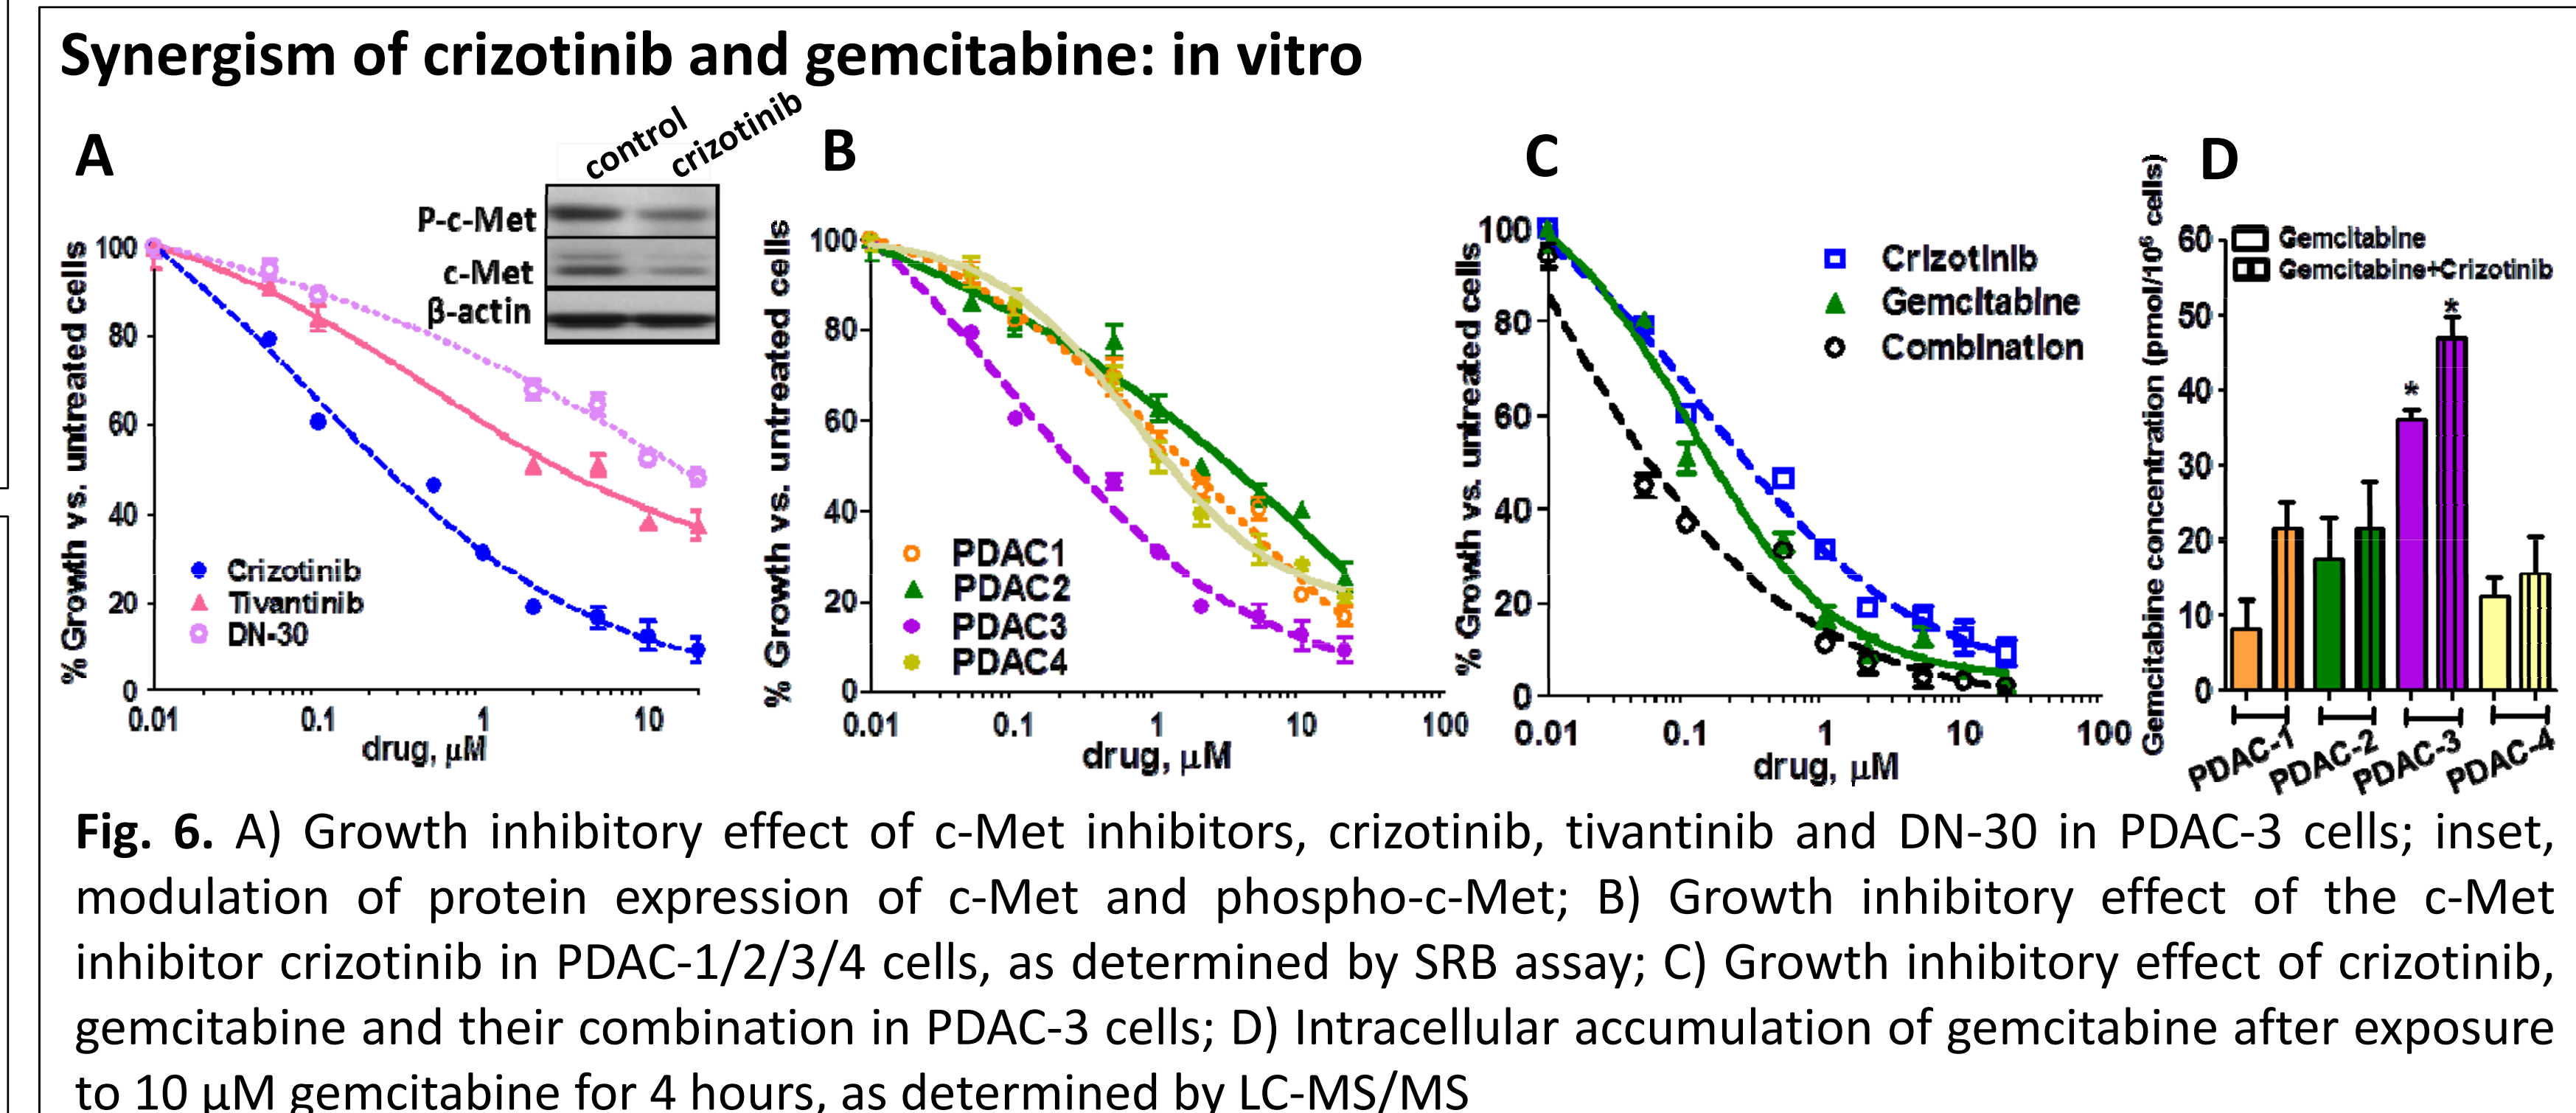 Synergism of crizotinib and gemcitabine: in vitro
A
control
crizotinib
P-c-Met
c-Met
β-actin
% Growth vs. untreated cells
100
80
60
40
20
0
Crizotinib
Tivantinib
DN-30
0.01 0.1 1 10
drug, μM
B
% Growth vs. untreated cells
100
80
60
40
20
0
PDAC1
PDAC2
PDAC3
PDAC4
0.01 0.1 1 10 100
drug, μM
C
% Growth vs. untreated cells
100
80
60
40
20
0
Crizotinib
Gemcitabine
Combination
0.01 0.1 1 10 100
drug, μM
D
Gemcitabine concentration (pmol/10⁶ cells)
60
50
40
30
20
10
0
Gemcitabine
Gemcitabine+Crizotinib
*
*
PDAC-1 PDAC-2 PDAC-3 PDAC-4
Fig. 6. A) Growth inhibitory effect of c-Met inhibitors, crizotinib, tivantinib and DN-30 in PDAC-3 cells; inset,
modulation of protein expression of c-Met and phospho-c-Met; B) Growth inhibitory effect of the c-Met
inhibitor crizotinib in PDAC-1/2/3/4 cells, as determined by SRB assay; C) Growth inhibitory effect of crizotinib,
gemcitabine and their combination in PDAC-3 cells; D) Intracellular accumulation of gemcitabine after exposure
to 10 μM gemcitabine for 4 hours, as determined by LC-MS/MS